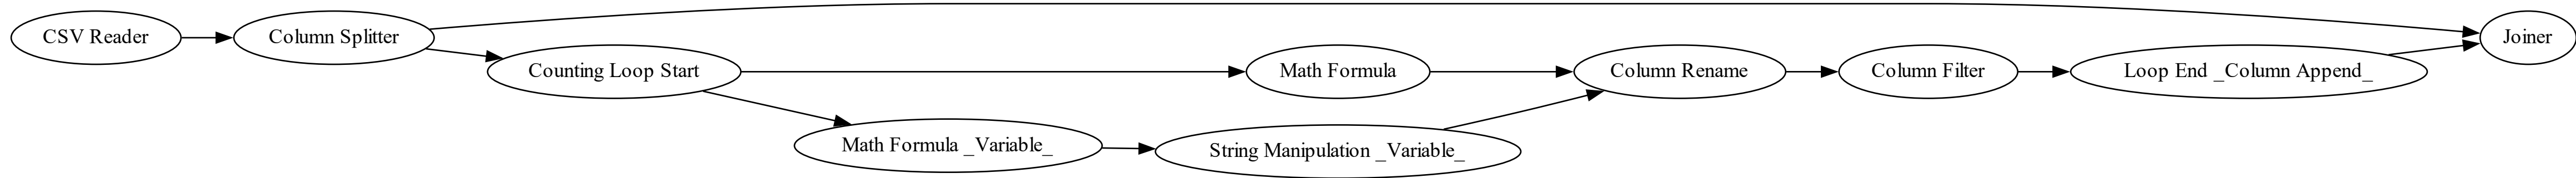 CSV Reader
Column Splitter
Counting Loop Start
Math Formula
Math Formula _Variable_
String Manipulation _Variable_
Column Rename
Column Filter
Loop End _Column Append_
Joiner